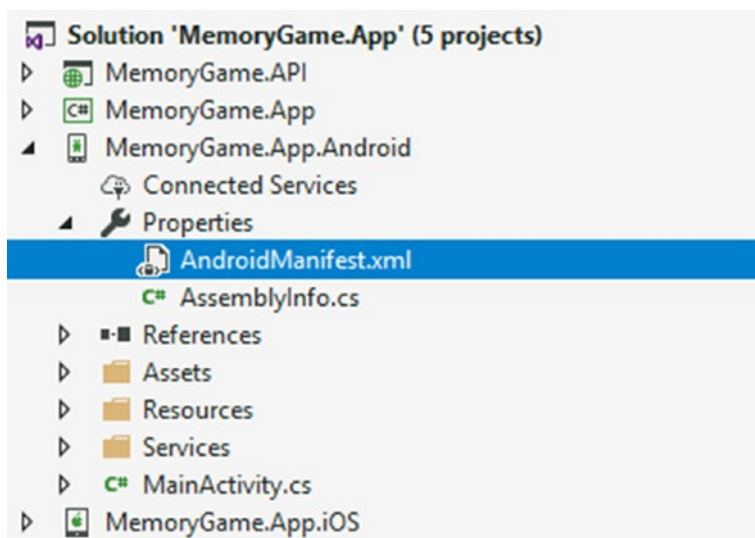 Solution 'MemoryGame.App' (5 projects)
MemoryGame.API
C# MemoryGame.App
MemoryGame.App.Android
Connected Services
Properties
AndroidManifest.xml
C# AssemblyInfo.cs
References
Assets
Resources
Services
C# MainActivity.cs
MemoryGame.App.iOS